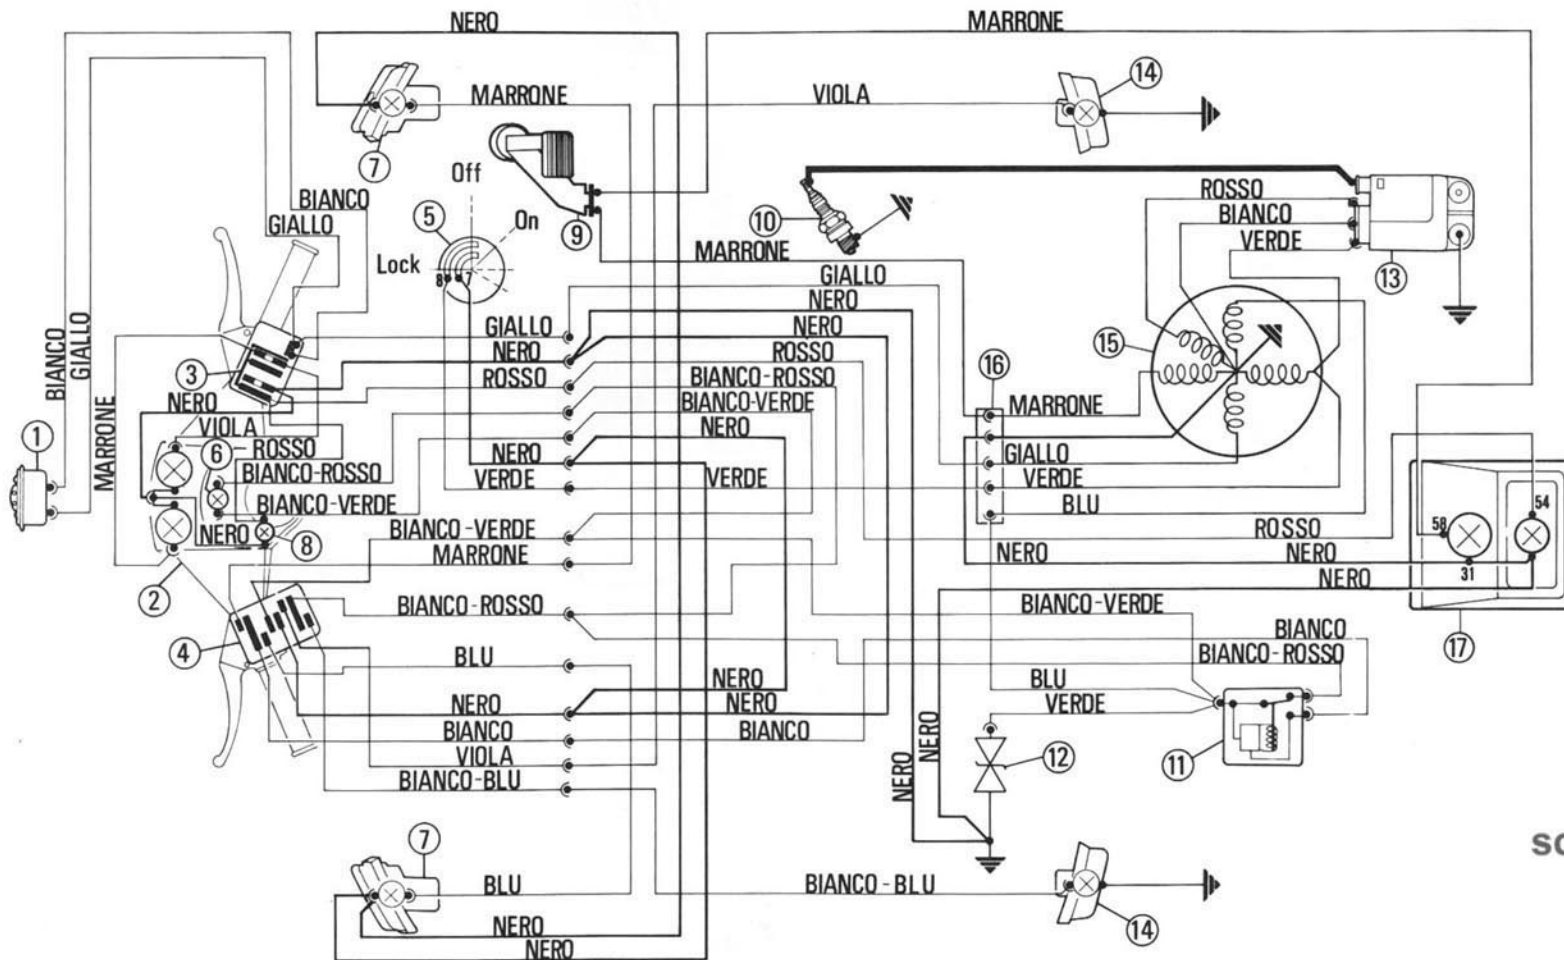 NERO
MARRONE
14
MARRONE
VIOLA
7
Off
BIANCO
ROSSO
5
10
BIANCO
On
9
GIALLO
VERDE
Lock
MARRONE
13
8
7
GIALLO
NERO
GIALLO
NERO
15
BIANCO
GIALLO
NERO
ROSSO
3
ROSSO
BIANCO-ROSSO
16
NERO
BIANCO-VERDE
MARRONE
MARRONE
VIOLA
NERO
1
ROSSO
6
NERO
GIALLO
BIANCO-ROSSO
VERDE
VERDE
VERDE
BIANCO-VERDE
BLU
54
BIANCO-VERDE
ROSSO
58
NERO
8
MARRONE
NERO
NERO
31
NERO
2
BIANCO-ROSSO
BIANCO-VERDE
BIANCO
17
4
BLU
BIANCO-ROSSO
NERO
BLU
NERO
NERO
VERDE
BIANCO
BIANCO
VIOLA
NERO
NERO
12
11
BIANCO-BLU
7
BLU
BIANCO-BLU
NERO
14
NERO